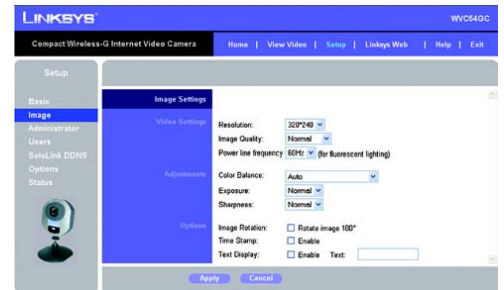 LINKSYS
WVC54GC
Compact Wireless-G Internet Video Camera
Home | View Video | Setup | Linksys Web | Help | Exit
Setup
Basic
Image
Administrator
Users
SoloLink DDNS
Options
Status
Image Settings
Video Settings
Resolution: 320*240
Image Quality: Normal
Power line frequency 60Hz (for fluorescent lighting)
Adjustments
Color Balance: Auto
Exposure: Normal
Sharpness: Normal
Options
Image Rotation: Rotate image 180°
Time Stamp: Enable
Text Display: Enable Text:
Apply Cancel